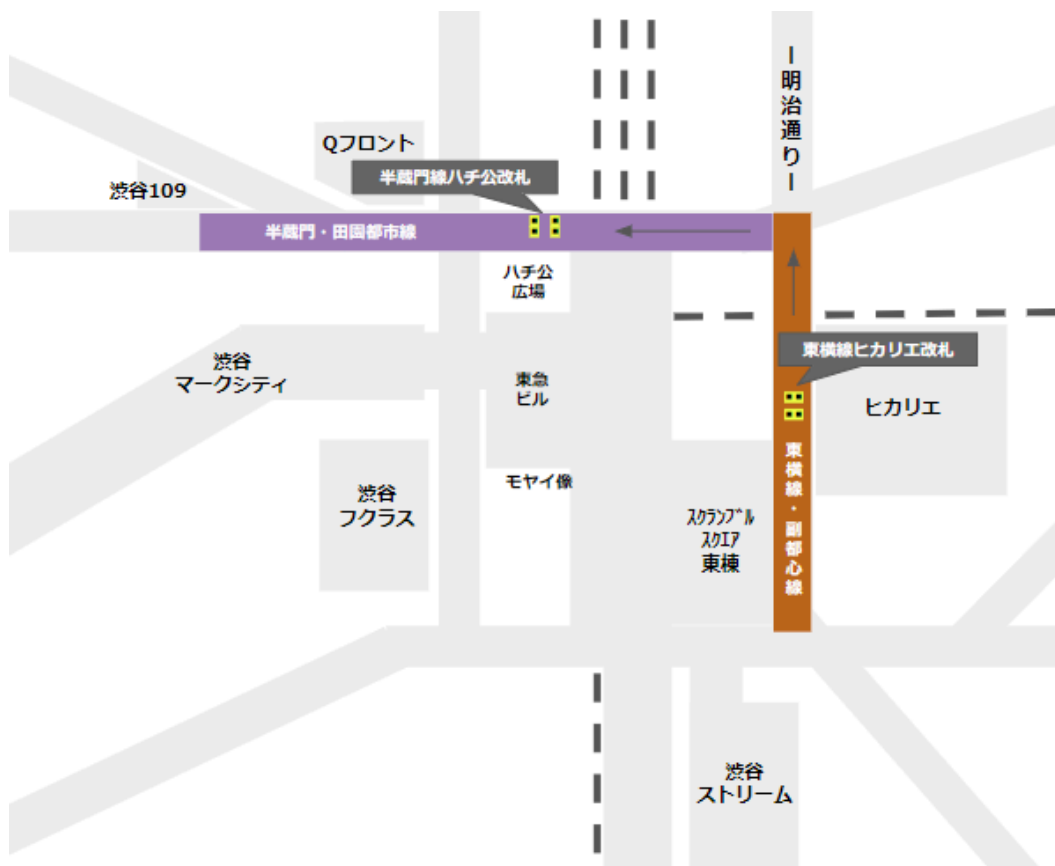 ー明治通りー
Qフロント
半蔵門線ハチ公改札
渋谷109
半蔵門・田園都市線
ハチ公
広場
東横線ヒカリエ改札
渋谷
マークシティ
東急
ビル
ヒカリエ
東横線・副都心線
モヤイ像
渋谷
フクラス
スクランブル
スクエア
東棟
渋谷
ストリーム